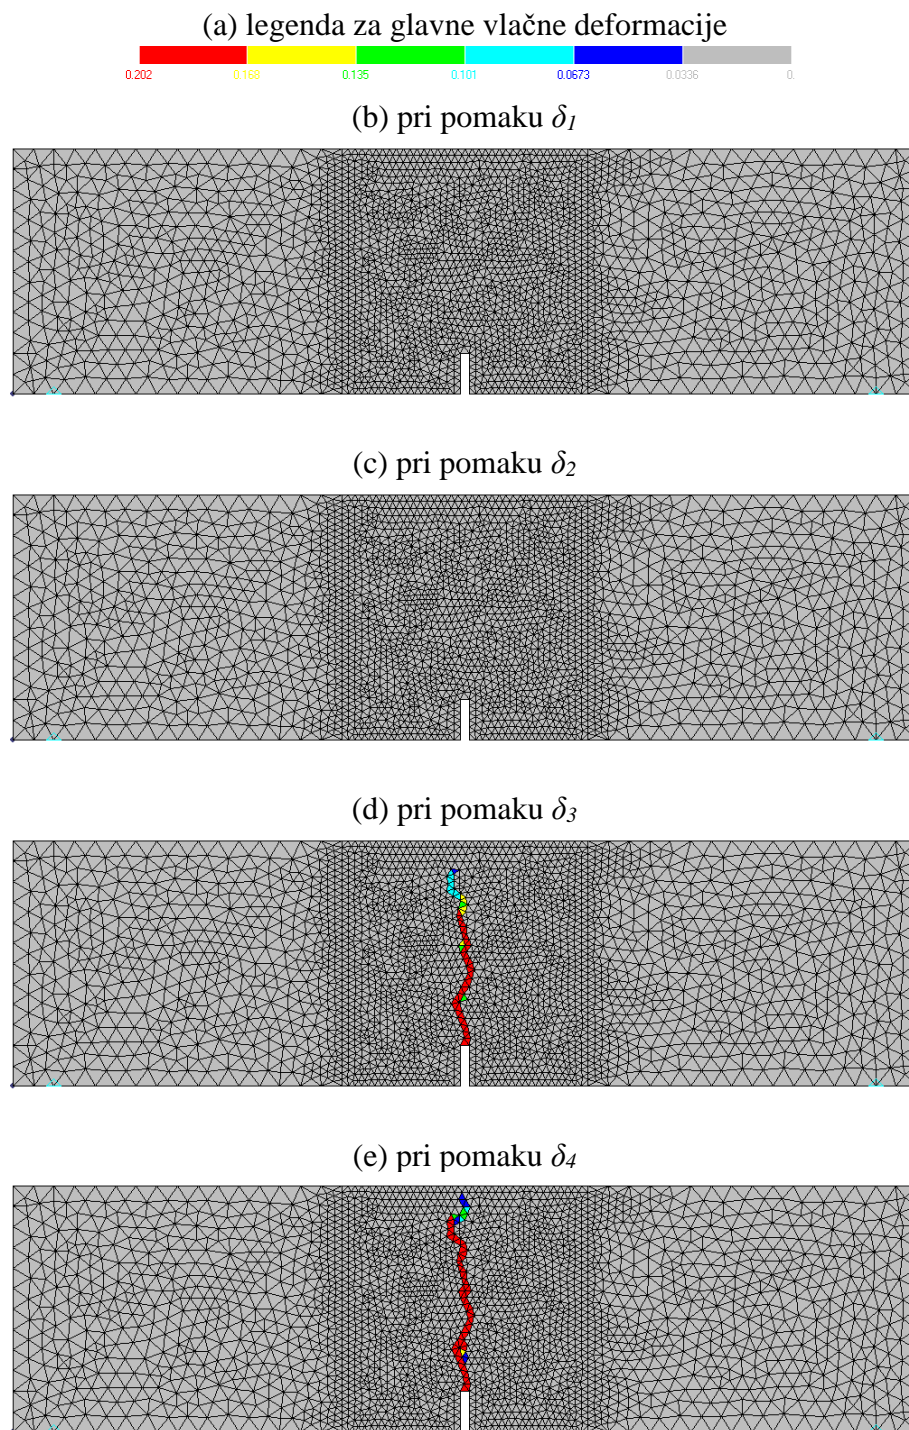 (a) legenda za glavne vlačne deformacije
0.202 0.168 0.135 0.101 0.0673 0.0336 0.
(b) pri pomaku δ1
(c) pri pomaku δ2
(d) pri pomaku δ3
(e) pri pomaku δ4